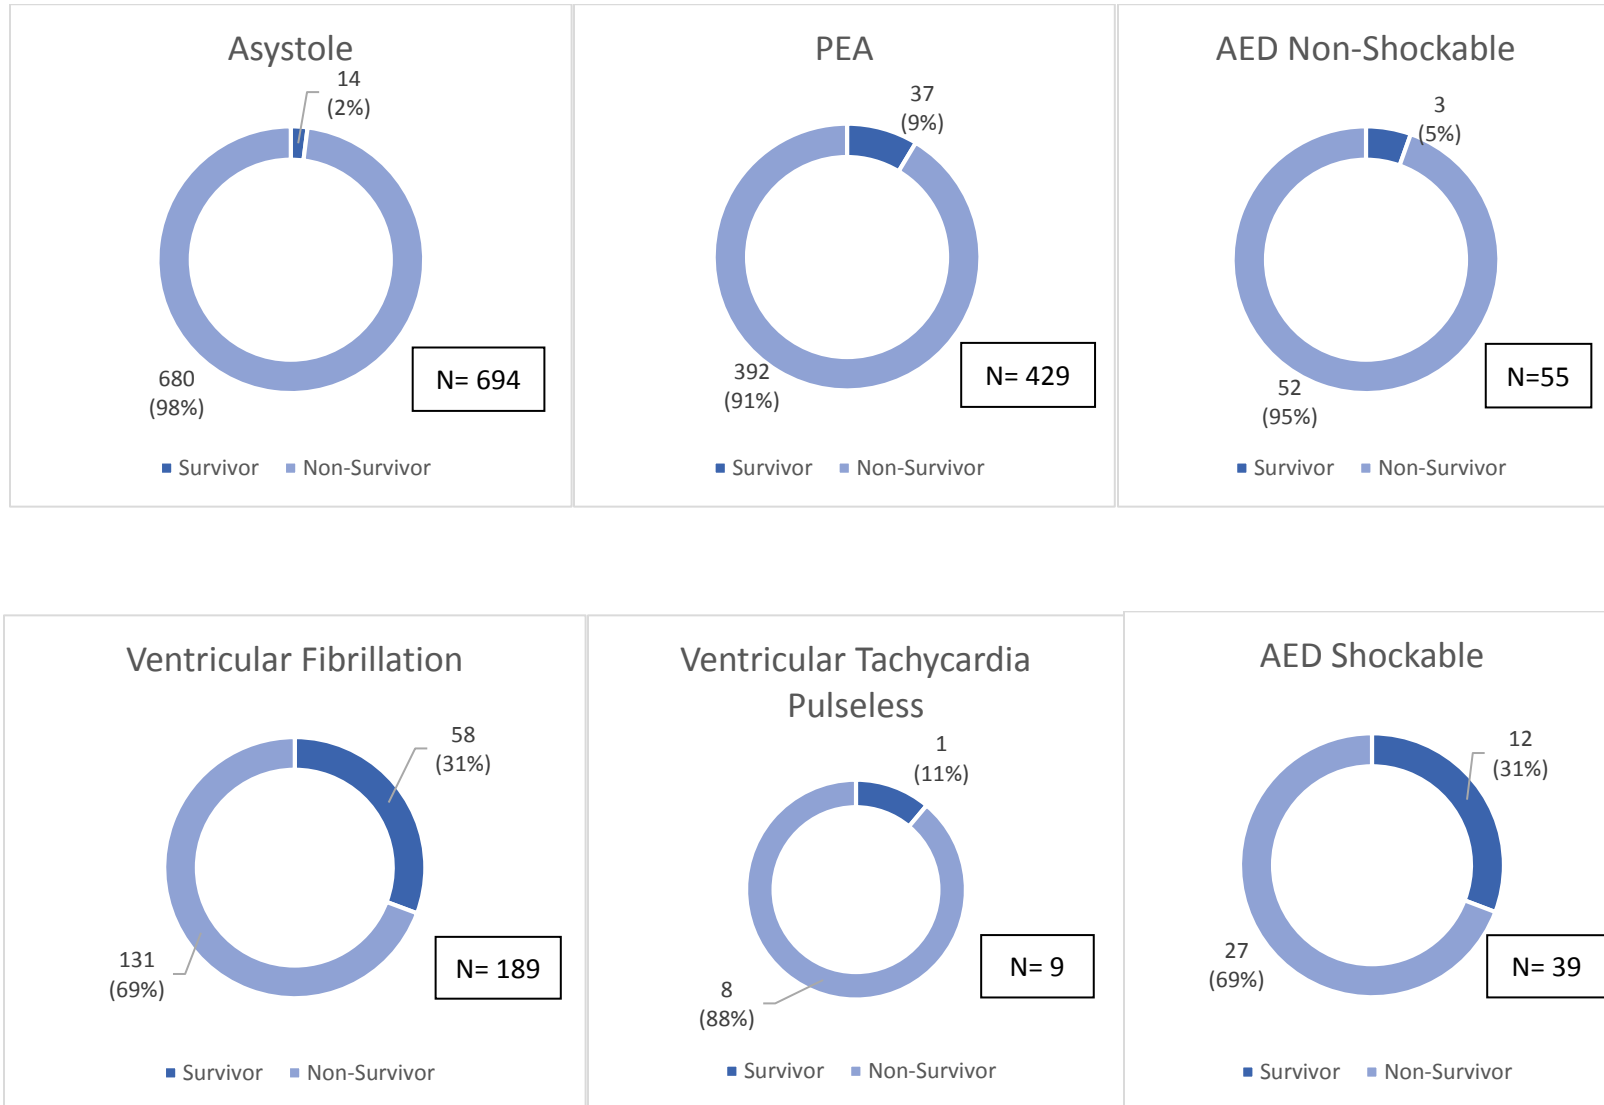 Asystole
14
(2%)
680
(98%)
N= 694
Survivor Non-Survivor
PEA
37
(9%)
392
(91%)
N= 429
Survivor Non-Survivor
AED Non-Shockable
3
(5%)
52
(95%)
N=55
Survivor Non-Survivor
Ventricular Fibrillation
58
(31%)
131
(69%)
N= 189
Survivor Non-Survivor
Ventricular Tachycardia
Pulseless
1
(11%)
8
(88%)
N= 9
Survivor Non-Survivor
AED Shockable
12
(31%)
27
(69%)
N= 39
Survivor Non-Survivor